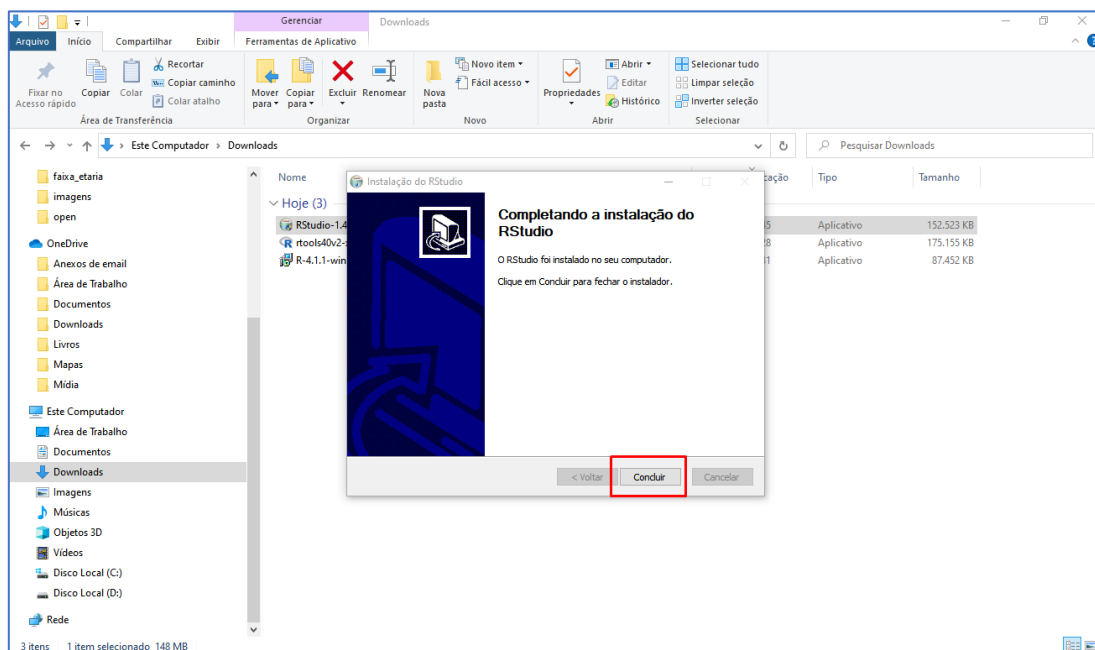 Gerenciar
Downloads
Arquivo Início Compartilhar Exibir Ferramentas de Aplicativo
Fixar no Acesso rápido
Copiar
Colar
Recortar
Copiar caminho
Colar atalho
Área de Transferência
Mover para
Copiar para
Excluir
Renomear
Organizar
Nova pasta
Novo item
Fácil acesso
Novo
Propriedades
Abrir
Editar
Histórico
Abrir
Selecionar tudo
Limpar seleção
Inverter seleção
Selecionar
Este Computador > Downloads
Pesquisar Downloads
faixa_etaria
imagens
open
OneDrive
Anexos de email
Área de Trabalho
Documentos
Downloads
Livros
Mapas
Mídia
Este Computador
Área de Trabalho
Documentos
Downloads
Imagens
Músicas
Objetos 3D
Vídeos
Disco Local (C:)
Disco Local (D:)
Rede
Nome Tipo Tamanho
Hoje (3)
RStudio-1.4 Aplicativo 152.523 KB
rtools40v2- Aplicativo 175.155 KB
R-4.1.1-win Aplicativo 87.452 KB
Instalação do RStudio
Completando a instalação do
RStudio
O RStudio foi instalado no seu computador.
Clique em Concluir para fechar o instalador.
< Voltar Concluir Cancelar
3 itens 1 item selecionado 148 MB